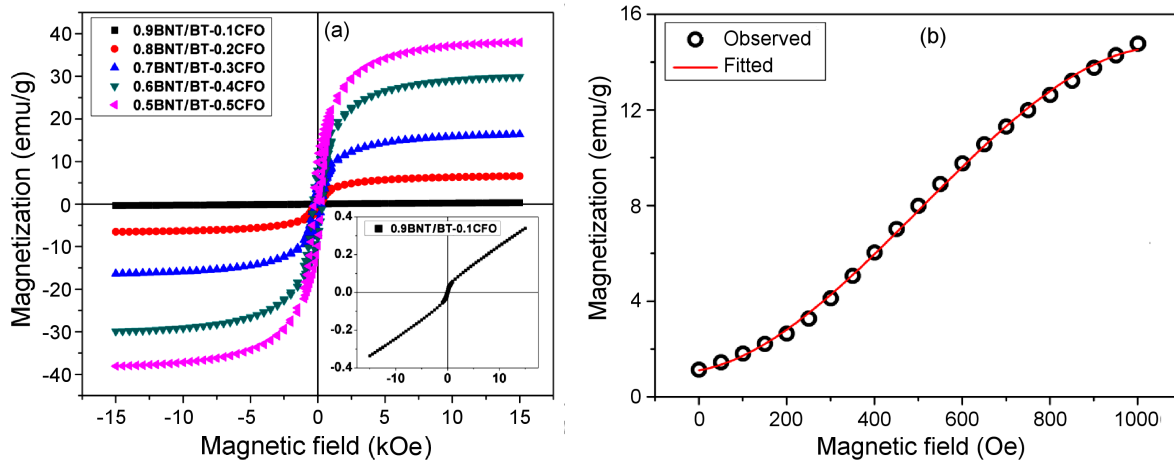 (a)
0.9BNT/BT-0.1CFO
0.8BNT/BT-0.2CFO
0.7BNT/BT-0.3CFO
0.6BNT/BT-0.4CFO
0.5BNT/BT-0.5CFO
Magnetization (emu/g)
40
30
20
10
0
-10
-20
-30
-40
-15
-10
-5
0
5
10
15
Magnetic field (kOe)
0.9BNT/BT-0.1CFO
0.4
0.2
0.0
-0.2
-0.4
-10
0
10
(b)
Observed
Fitted
Magnetization (emu/g)
16
12
8
4
0
0
200
400
600
800
1000
Magnetic field (Oe)